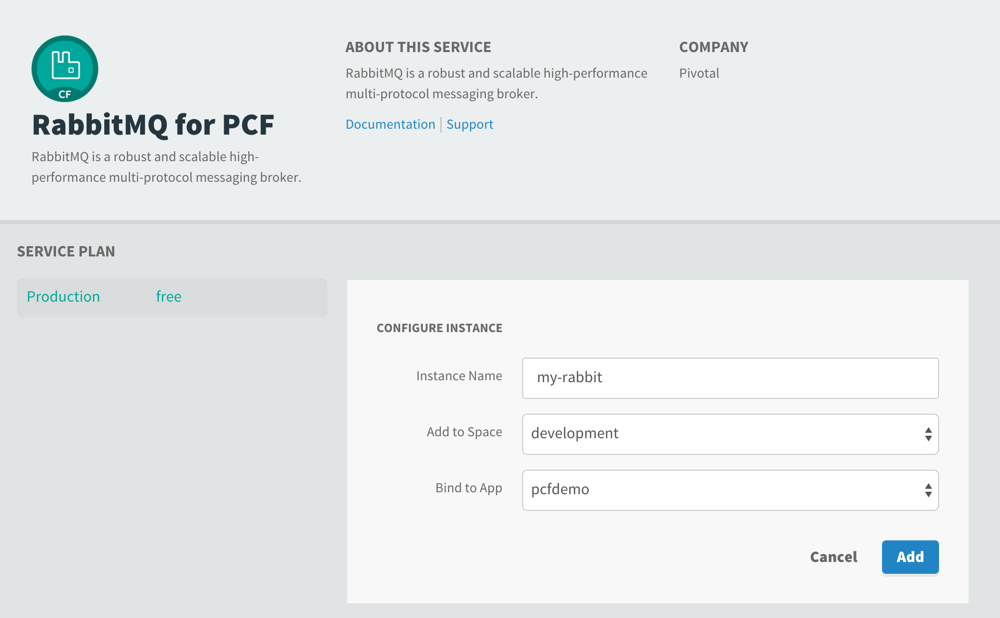 CF
RabbitMQ for PCF
RabbitMQ is a robust and scalable high-
performance multi-protocol messaging broker.
ABOUT THIS SERVICE
RabbitMQ is a robust and scalable high-performance
multi-protocol messaging broker.
Documentation | Support
COMPANY
Pivotal
SERVICE PLAN
Production free
CONFIGURE INSTANCE
Instance Name my-rabbit
Add to Space development
Bind to App pcfdemo
Cancel Add